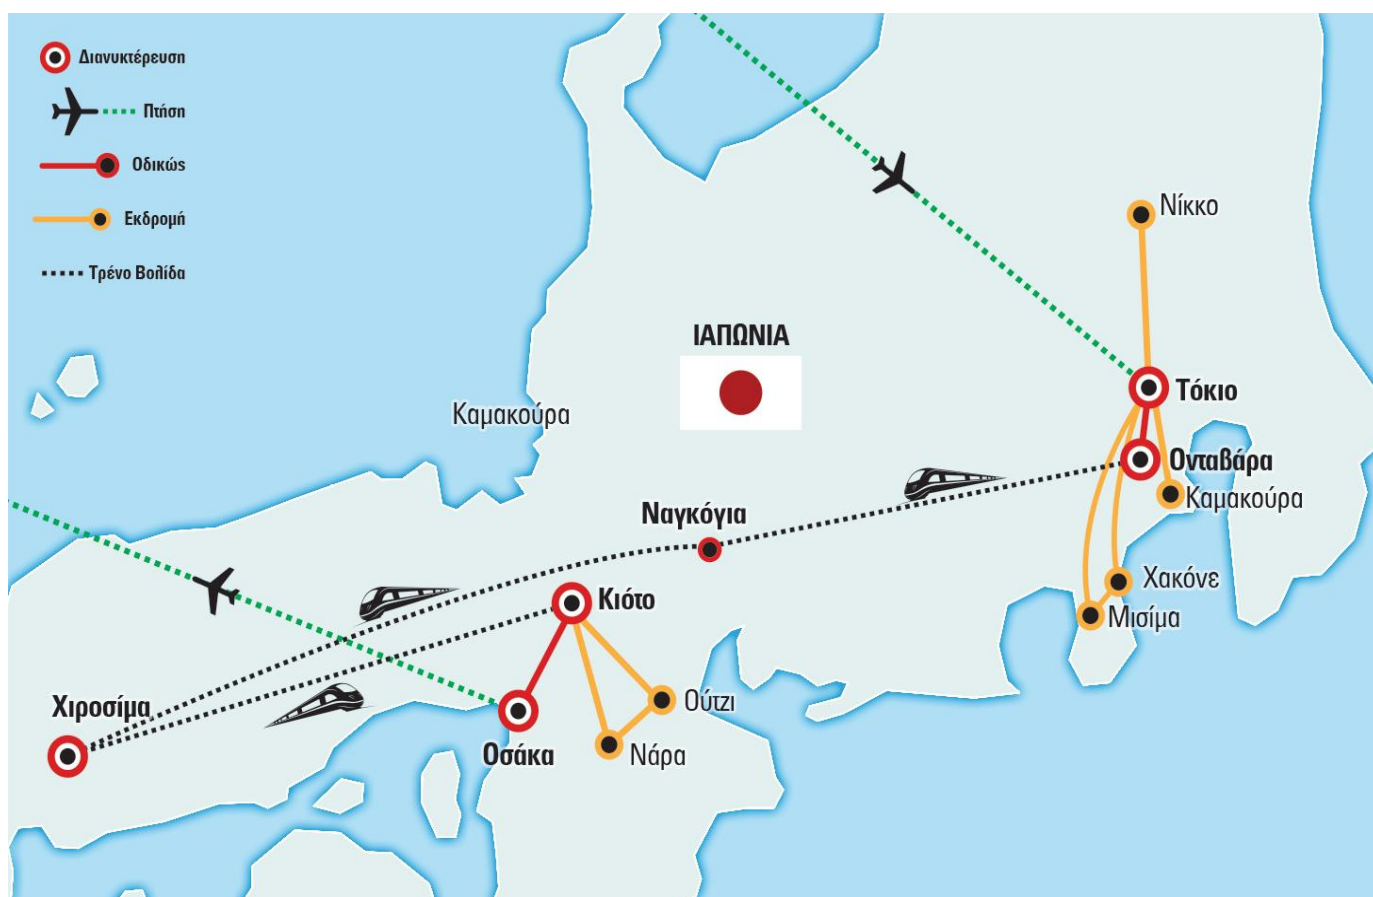 Διανυκτέρευση
Πτήση
Οδικώς
Εκδρομή
Τρένο Βολίδα
Νίκκο
ΙΑΠΩΝΙΑ
Τόκιο
Καμακούρα
Ονταβάρα
Καμακούρα
Ναγκόγια
Χακόνε
Κιότο
Μισίμα
Χιροσίμα
Ούτζι
Οσάκα
Νάρα